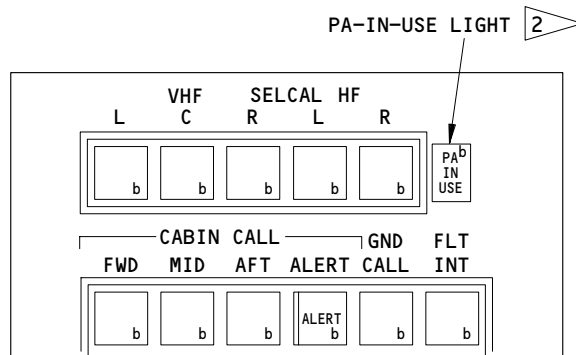 PA-IN-USE LIGHT 2
VHF SELCAL HF
L C R L R
b b b b b
PA b
IN
USE
CABIN CALL GND FLT
FWD MID AFT ALERT CALL INT
ALERT
b b b b b b